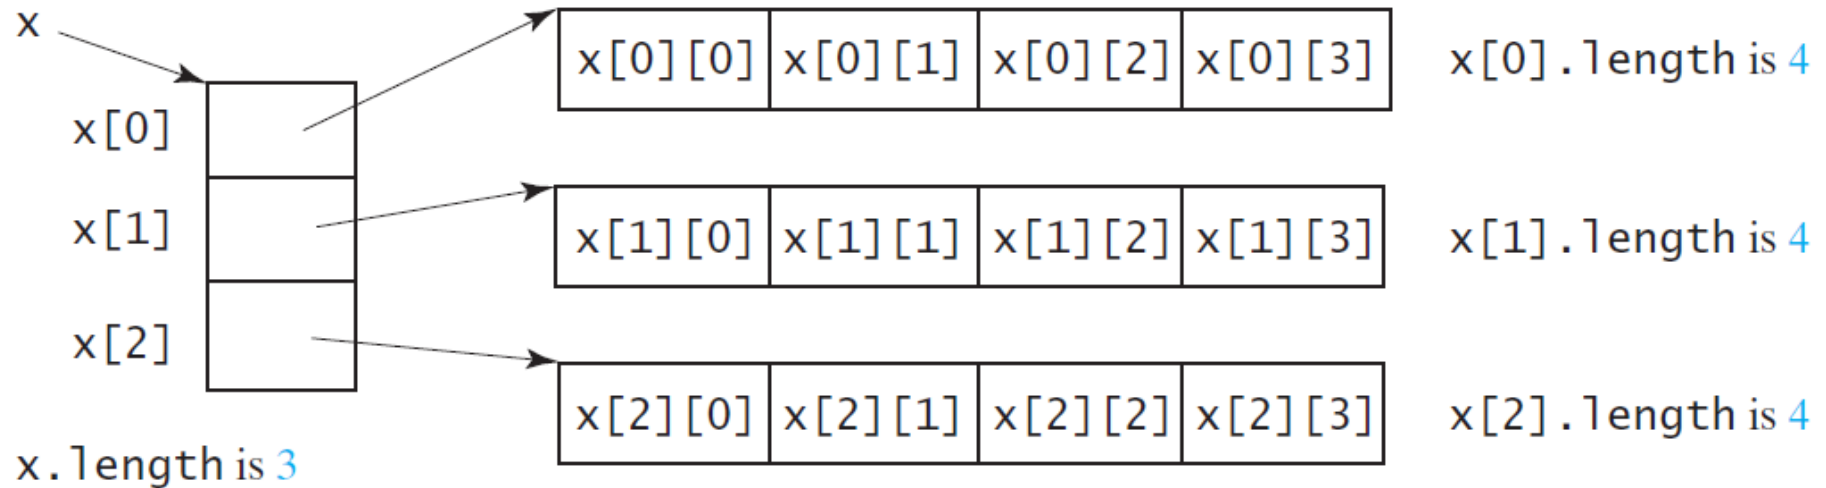 x
x[0][0] x[0][1] x[0][2] x[0][3] x[0].length is 4
x[0]
x[1] x[1][0] x[1][1] x[1][2] x[1][3] x[1].length is 4
x[2]
x[2][0] x[2][1] x[2][2] x[2][3] x[2].length is 4
x.length is 3